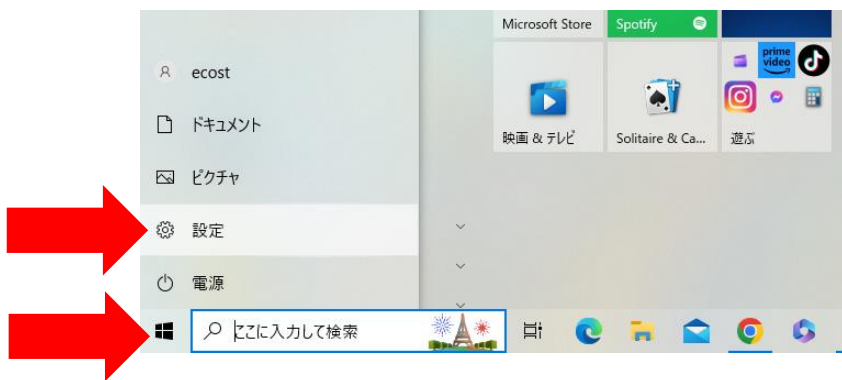 Microsoft Store
Spotify
prime video
ecost
ドキュメント
映画 & テレビ
Solitaire & Ca...
遊ぶ
ピクチャ
設定
電源
ここに入力して検索